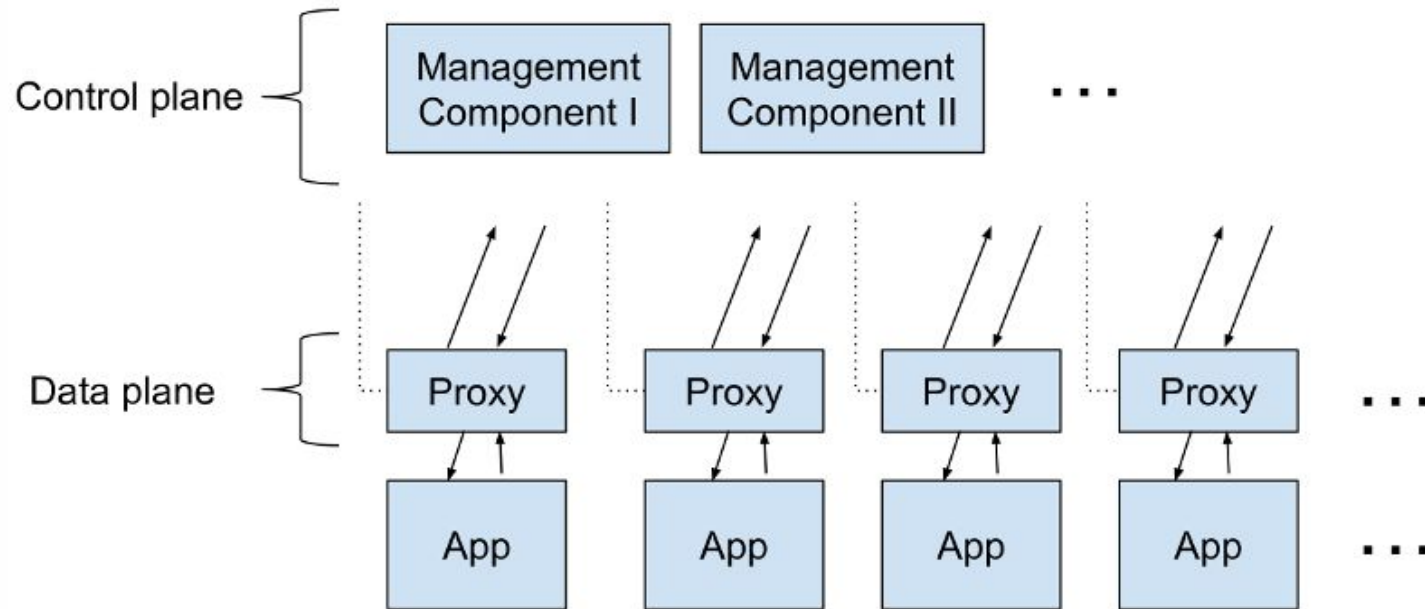 Control plane
Management
Component I
Management
Component II
...
Data plane
Proxy
Proxy
Proxy
Proxy
...
App
App
App
App
...